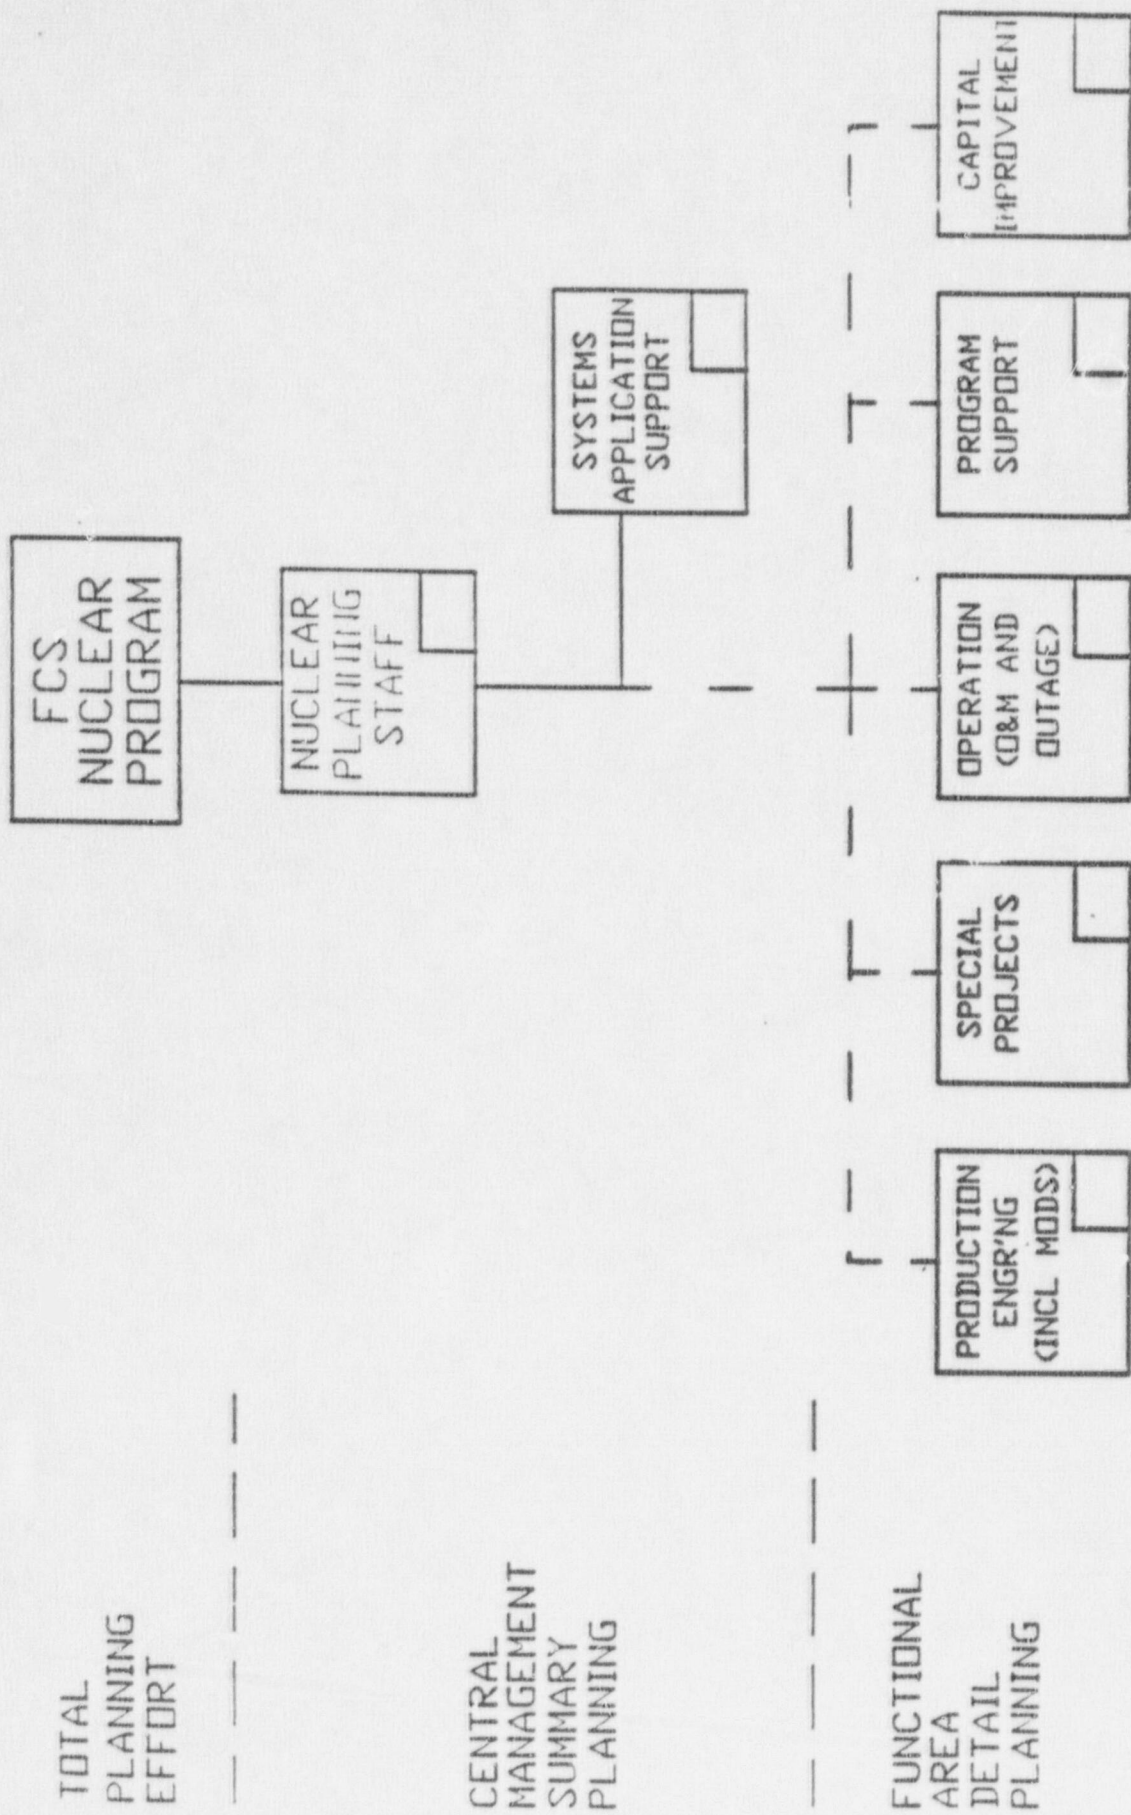 TOTAL
PLANNING
EFFORT
FCS
NUCLEAR
PROGRAM
CENTRAL
MANAGEMENT
SUMMARY
PLANNING
NUCLEAR
PLANNING
STAFF
SYSTEMS
APPLICATION
SUPPORT
FUNCTIONAL
AREA
DETAIL
PLANNING
PRODUCTION
ENGR'NG
(INCL MODS)
SPECIAL
PROJECTS
OPERATION
(O&M AND
OUTAGE)
PROGRAM
SUPPORT
CAPITAL
IMPROVEMENT